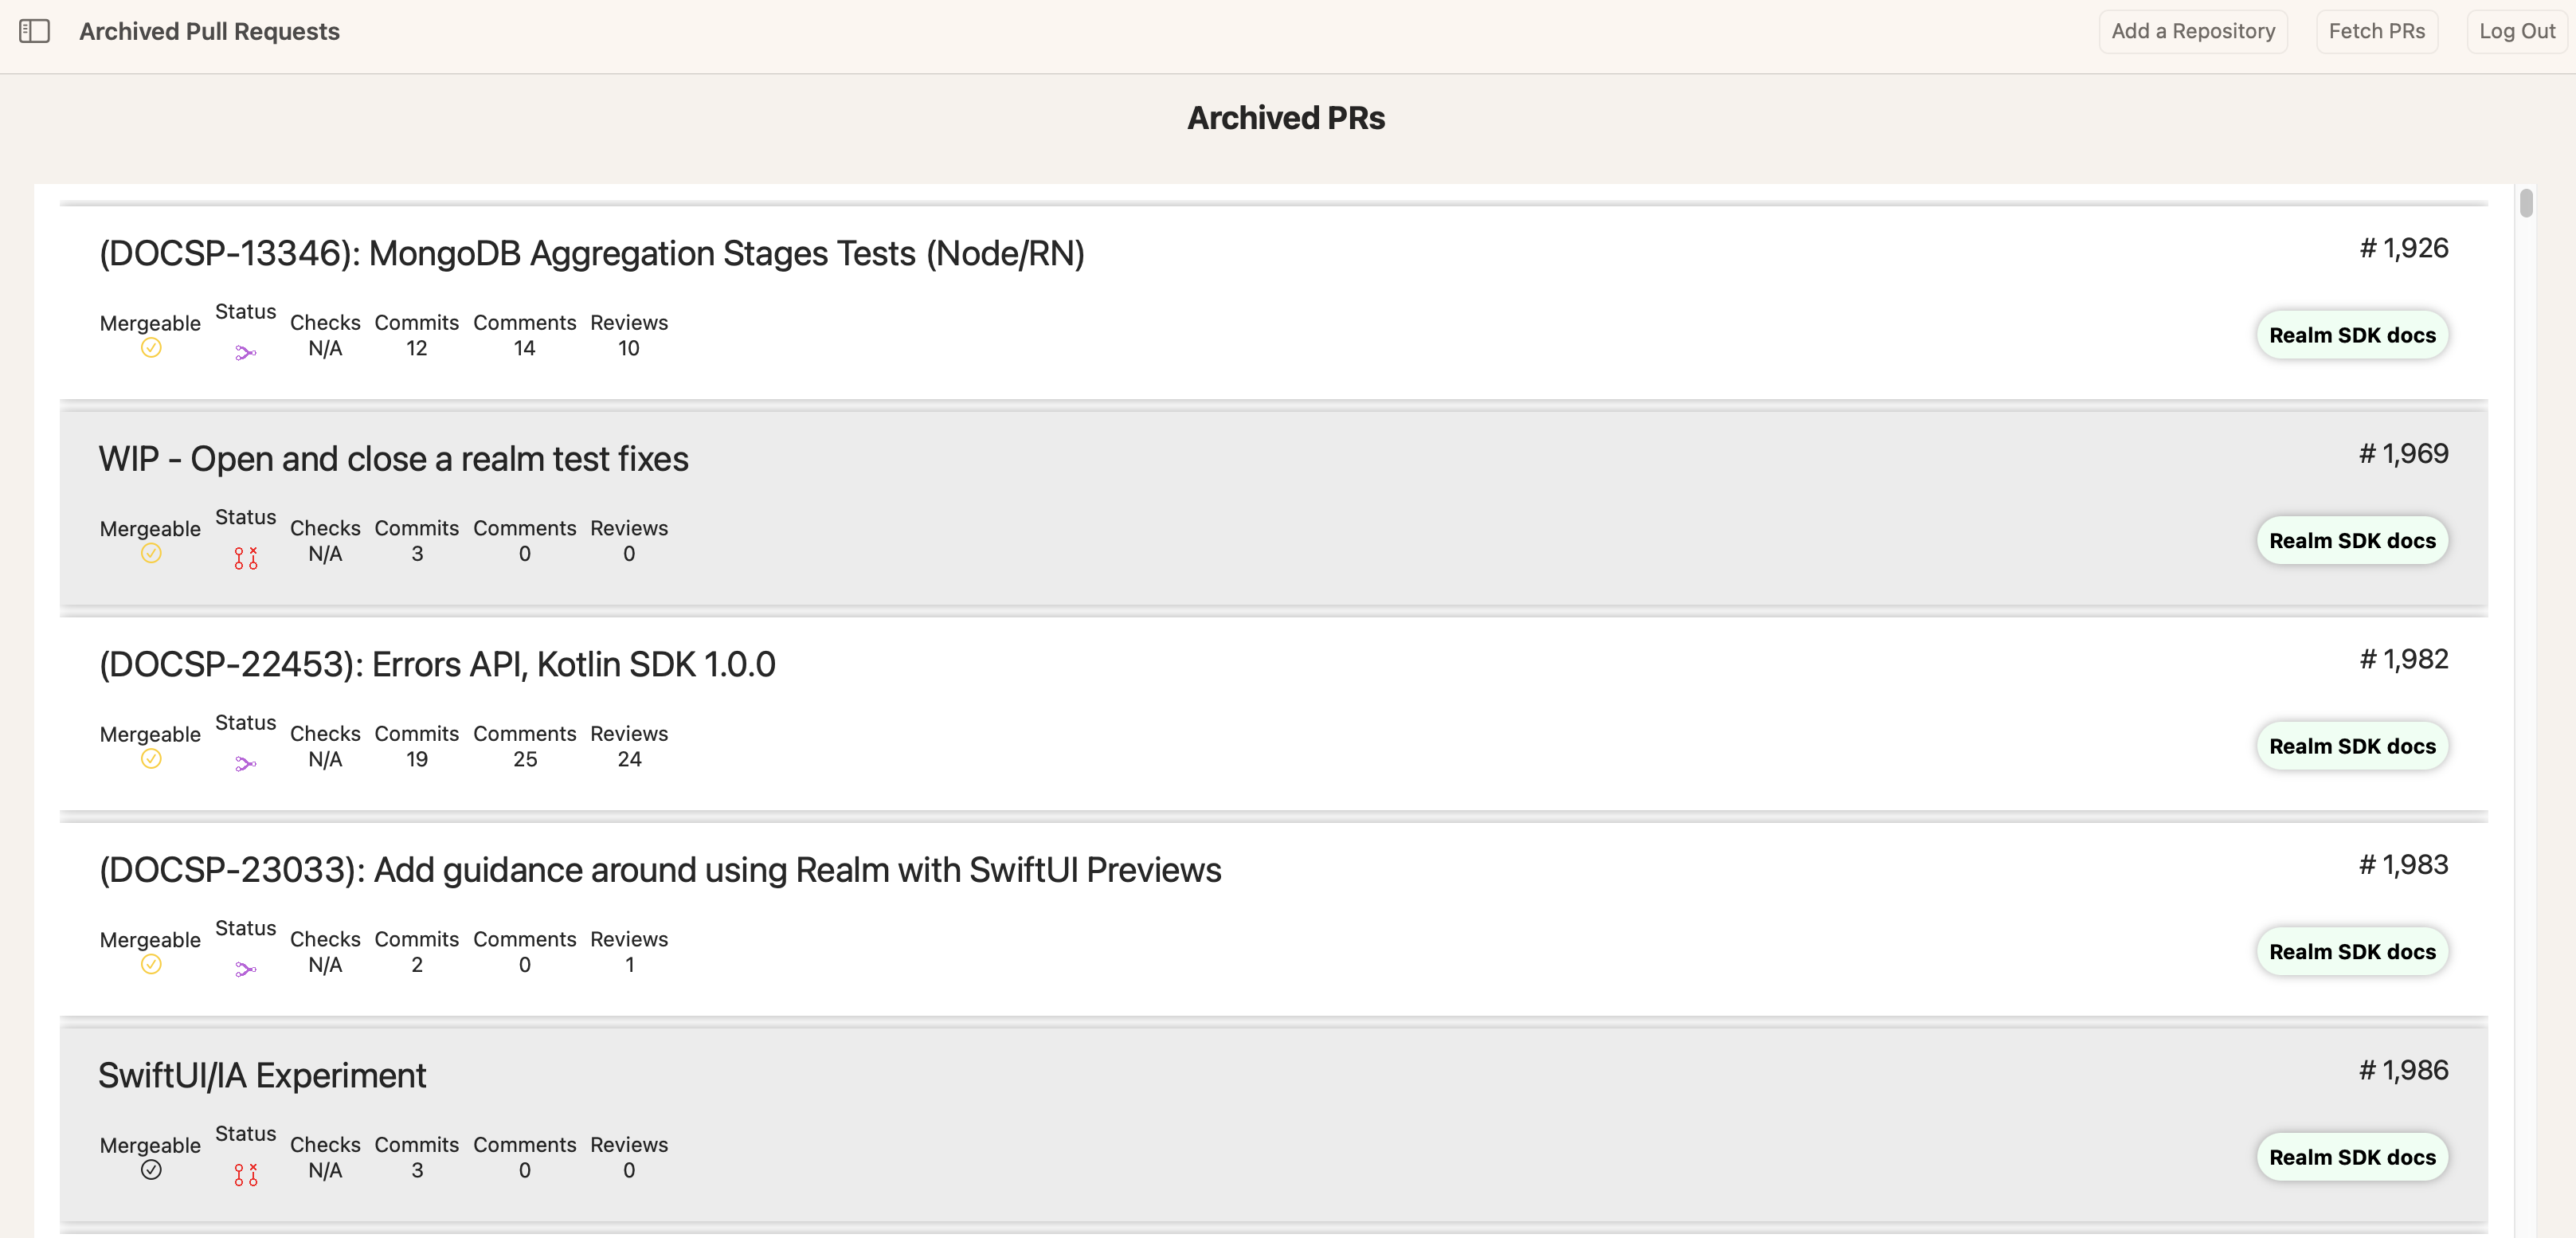 Archived Pull Requests
Add a Repository
Fetch PRs
Log Out
Archived PRs
(DOCSP-13346): MongoDB Aggregation Stages Tests (Node/RN)
# 1,926
Mergeable Status Checks Commits Comments Reviews
N/A 12 14 10
Realm SDK docs
WIP - Open and close a realm test fixes
# 1,969
Mergeable Status Checks Commits Comments Reviews
N/A 3 0 0
Realm SDK docs
(DOCSP-22453): Errors API, Kotlin SDK 1.0.0
# 1,982
Mergeable Status Checks Commits Comments Reviews
N/A 19 25 24
Realm SDK docs
(DOCSP-23033): Add guidance around using Realm with SwiftUI Previews
# 1,983
Mergeable Status Checks Commits Comments Reviews
N/A 2 0 1
Realm SDK docs
SwiftUI/IA Experiment
# 1,986
Mergeable Status Checks Commits Comments Reviews
N/A 3 0 0
Realm SDK docs